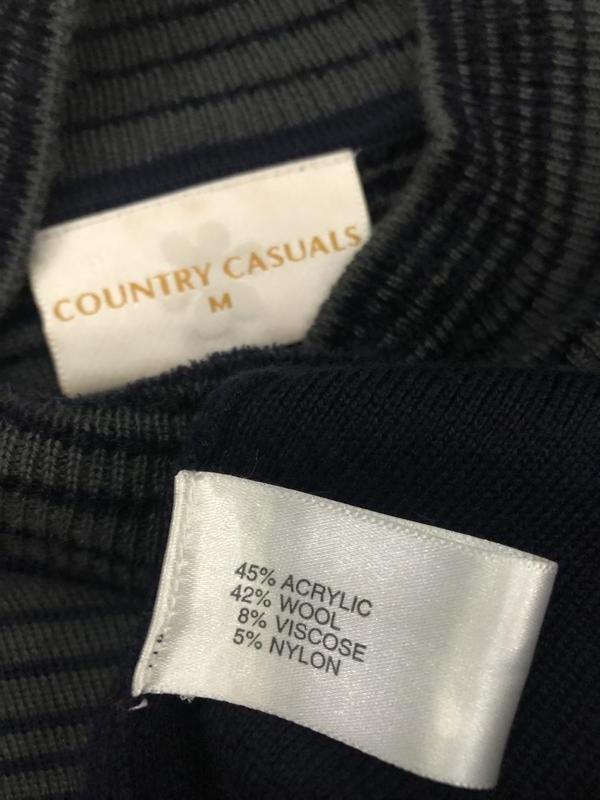 COUNTRY CASUALS
M
45% ACRYLIC
42% WOOL
8% VISCOSE
5% NYLON